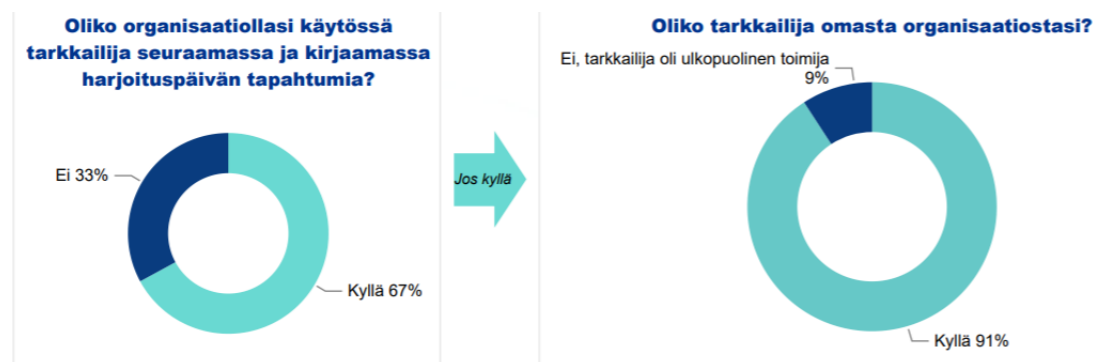 Oliko organisaatiollasi käytössä
tarkkailija seuraamassa ja kirjaamassa
harjoituspäivän tapahtumia?
Ei 33%
Kyllä 67%
Jos kyllä
Oliko tarkkailija omasta organisaatiostasi?
Ei, tarkkailija oli ulkopuolinen toimija
9%
Kyllä 91%